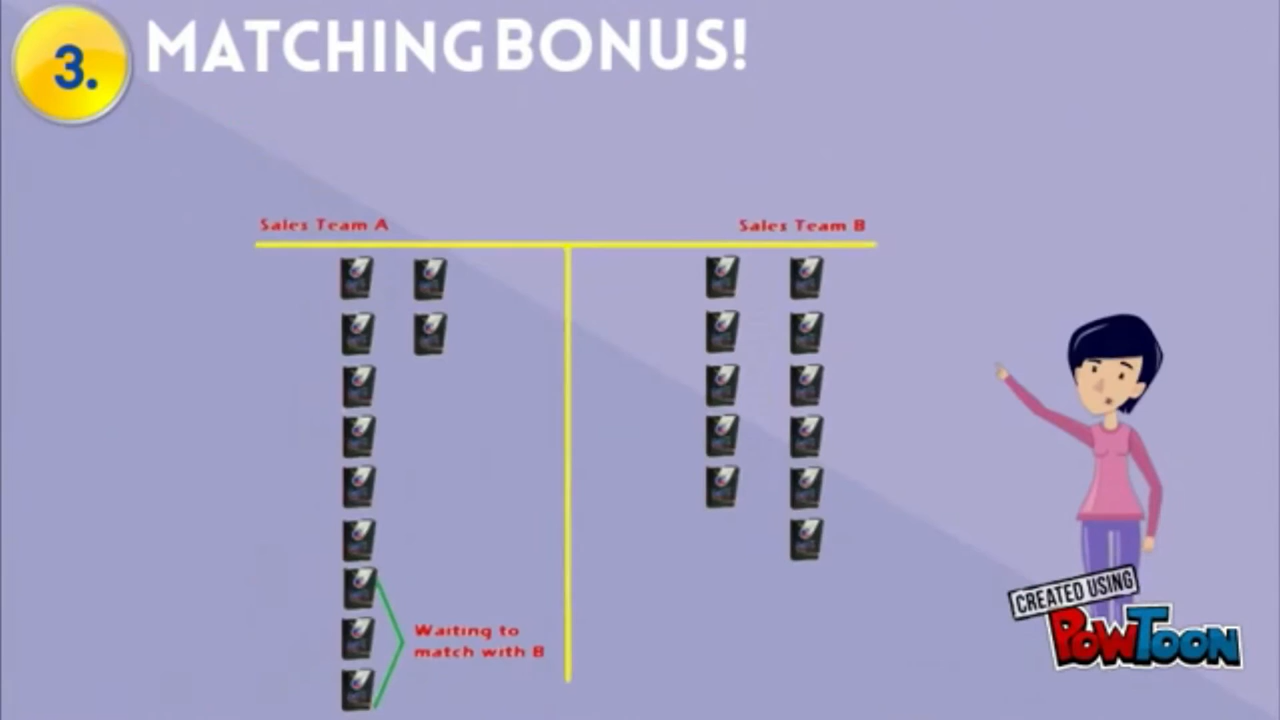 3. MATCHING BONUS!
Sales Team A
Sales Team B
Waiting to
match with B
CREATED USING
POWTOON